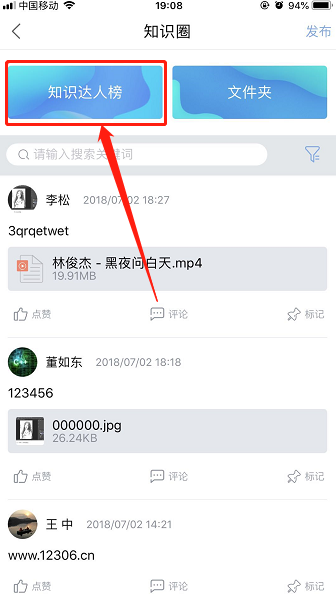 中国移动 19:08 94%
知识圈 发布
知识达人榜 文件夹
请输入搜索关键词
李松 2018/07/02 18:27
3qrqetwet
林俊杰 - 黑夜问白天.mp4
19.91MB
点赞 评论 标记
董如东 2018/07/02 18:18
123456
000000.jpg
26.24KB
点赞 评论 标记
王 中 2018/07/02 14:21
www.12306.cn
点赞 评论 标记